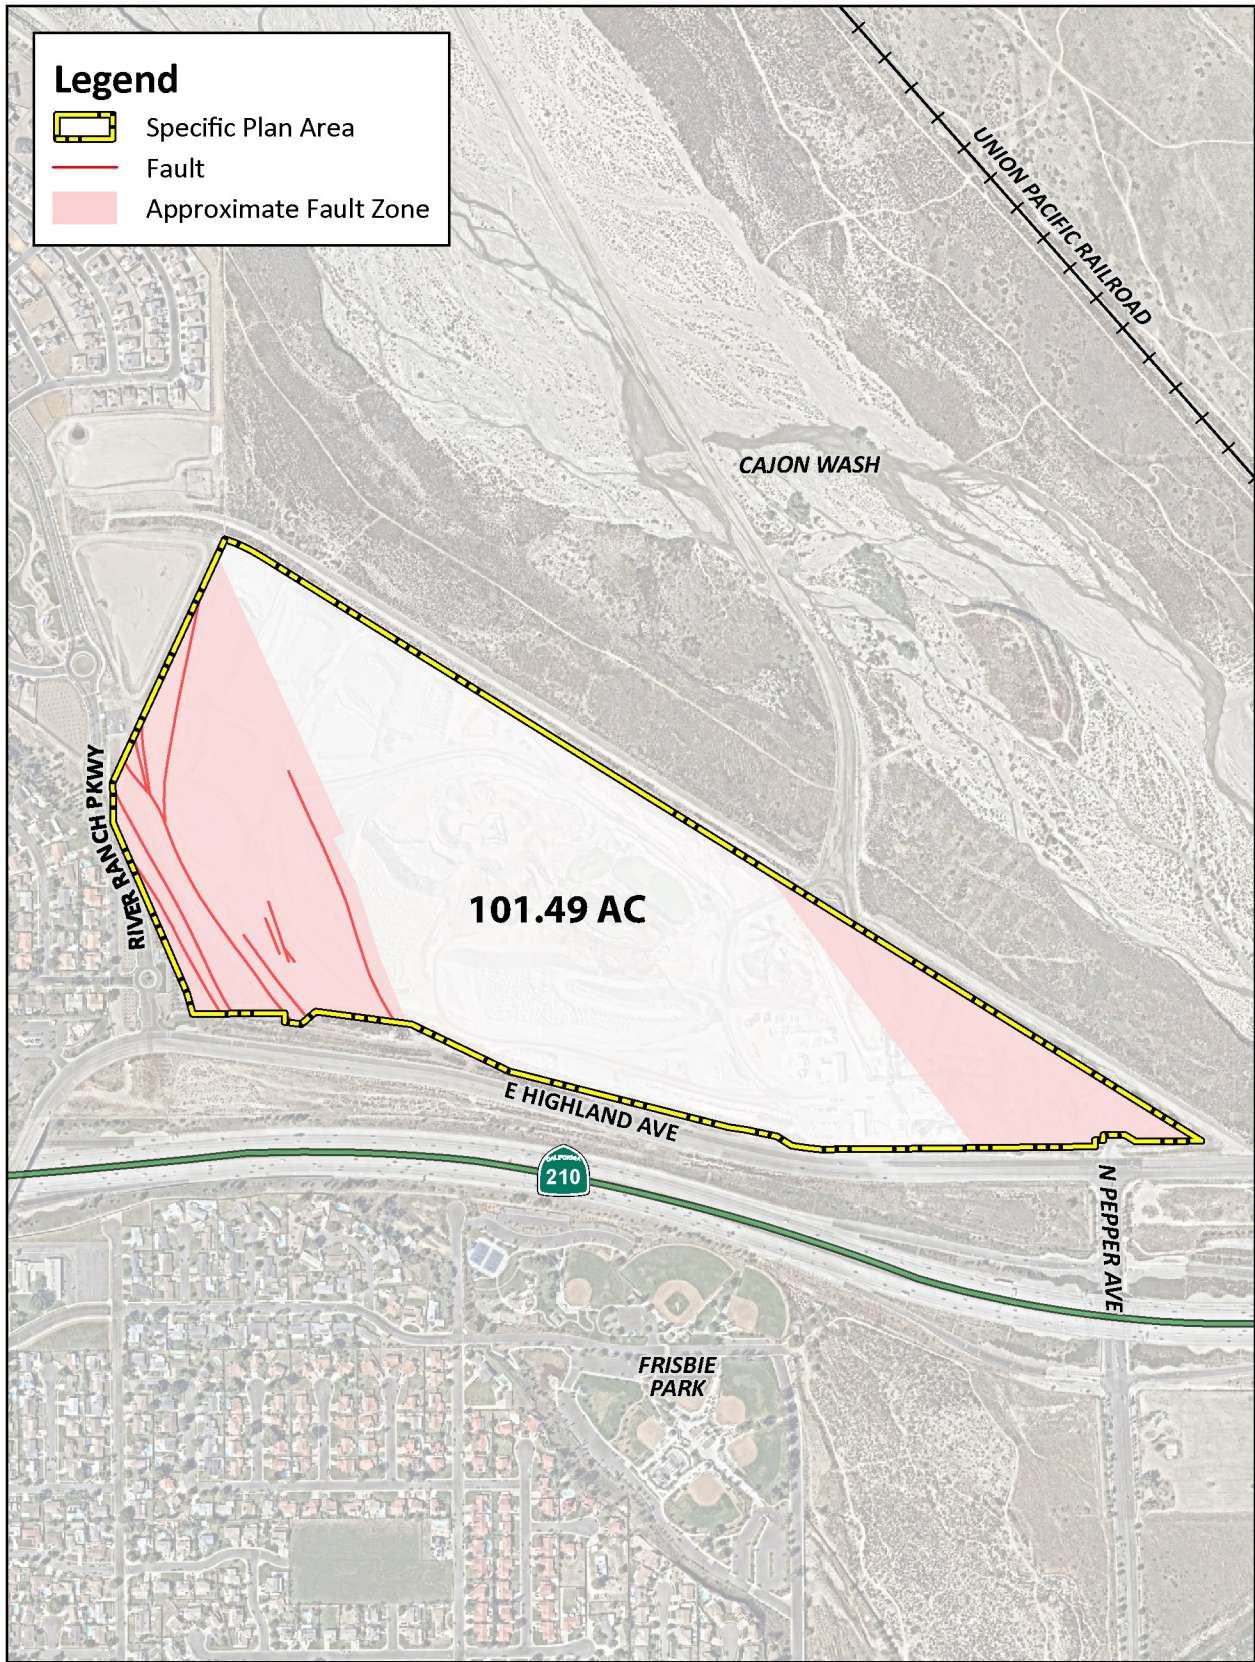 Legend
Specific Plan Area
Fault
Approximate Fault Zone
UNION PACIFIC RAILROAD
CAJON WASH
RIVER RANCH PKWY
101.49 AC
E HIGHLAND AVE
CALIFORNIA
210
N PEPPER AVE
FRISBIE
PARK